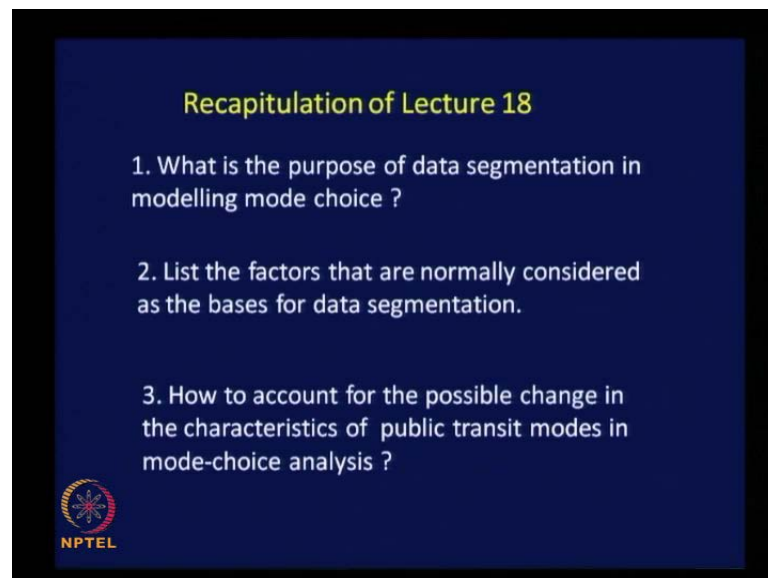 Recapitulation of Lecture 18
1. What is the purpose of data segmentation in
modelling mode choice ?
2. List the factors that are normally considered
as the bases for data segmentation.
3. How to account for the possible change in
the characteristics of public transit modes in
mode-choice analysis ?
NPTEL